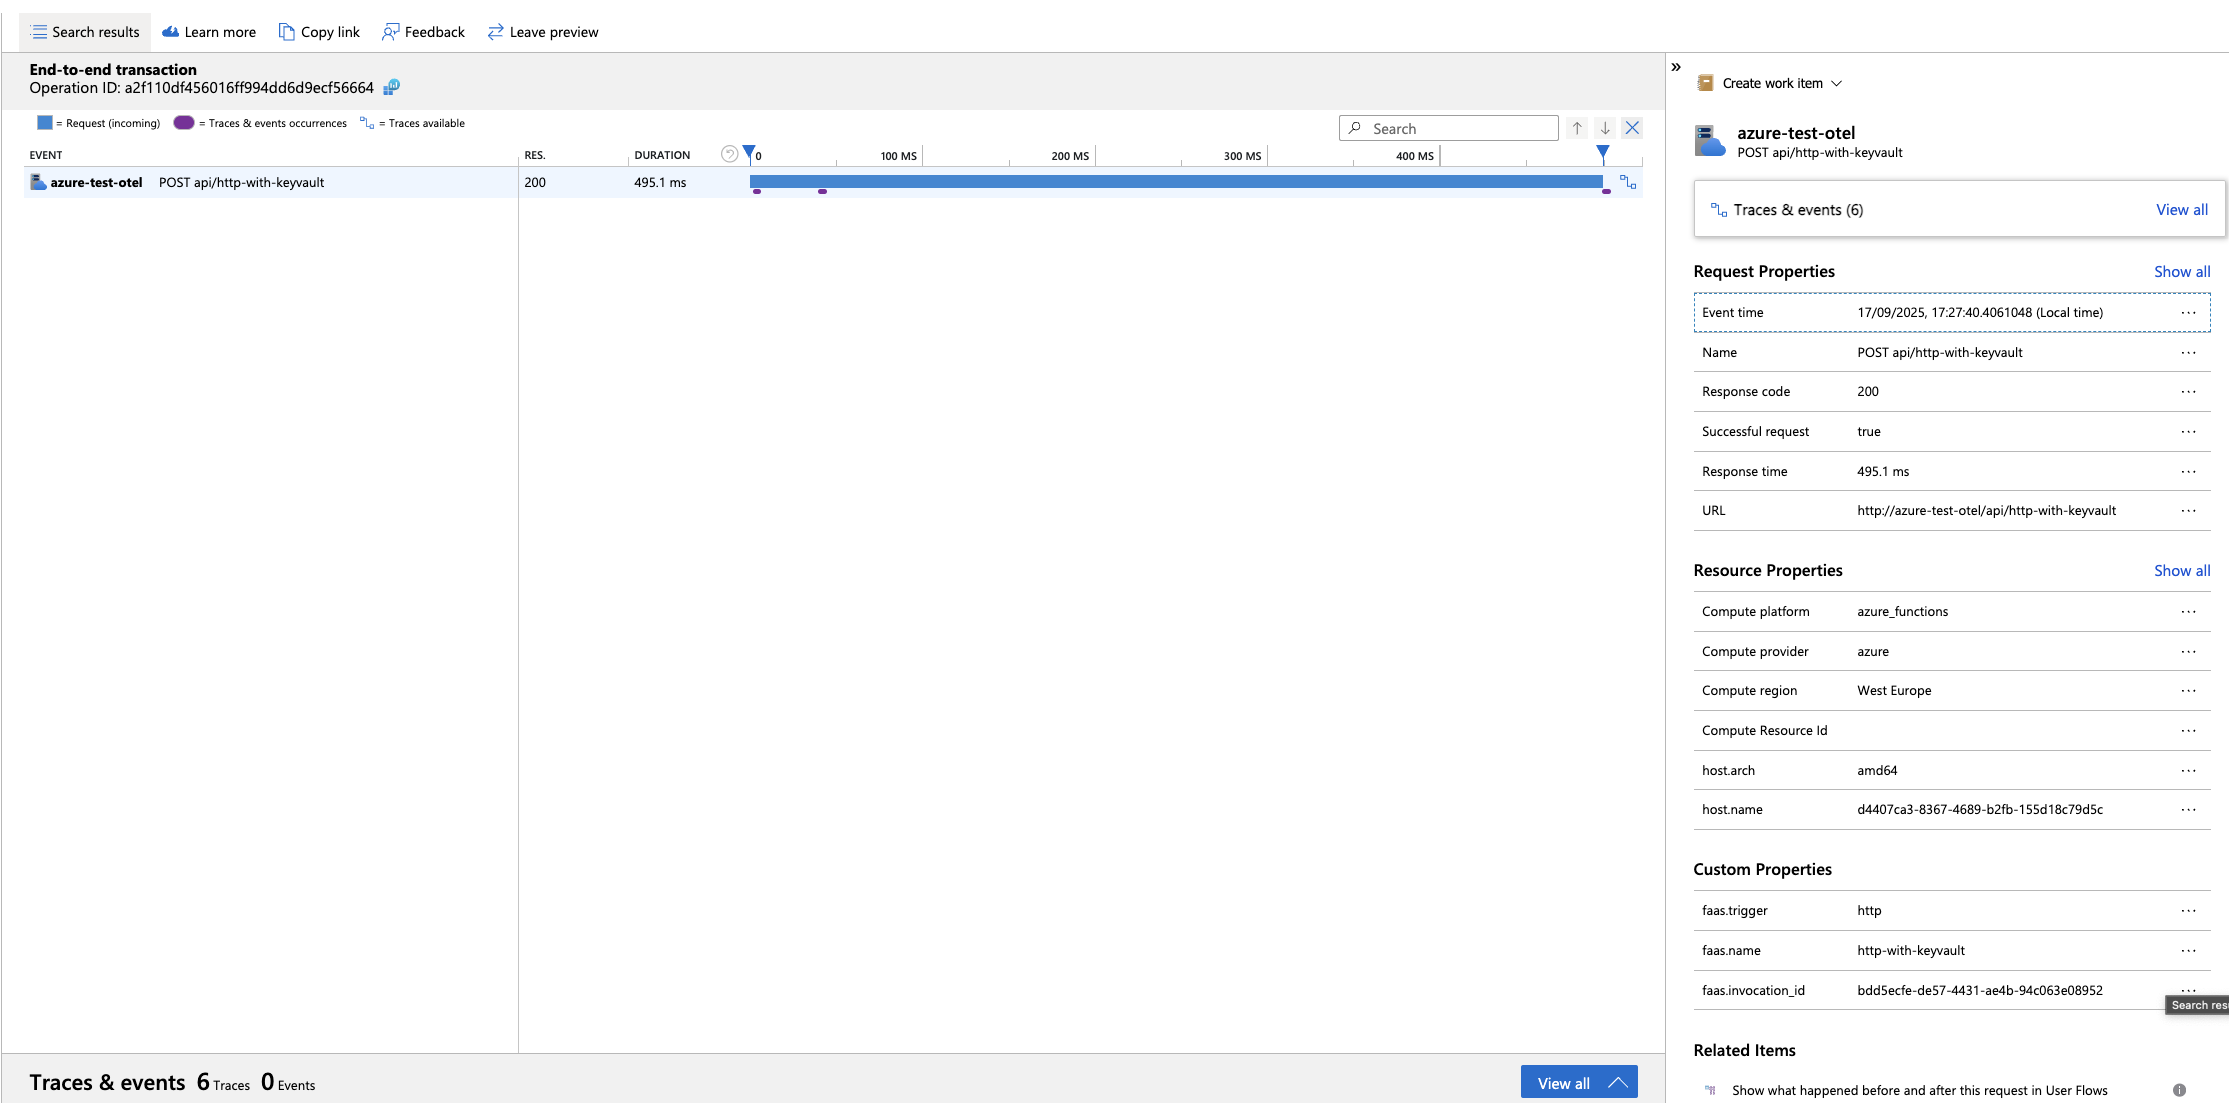 Search results Learn more Copy link Feedback Leave preview
End-to-end transaction
Operation ID: a2f110df456016ff994dd6d9ecf56664
= Request (incoming) = Traces & events occurrences = Traces available
Search
EVENT RES. DURATION 0 100 MS 200 MS 300 MS 400 MS
azure-test-otel POST api/http-with-keyvault 200 495.1 ms
Traces & events 6 Traces 0 Events
View all
Create work item
azure-test-otel
POST api/http-with-keyvault
Traces & events (6) View all
Request Properties Show all
Event time 17/09/2025, 17:27:40.4061048 (Local time) ...
Name POST api/http-with-keyvault ...
Response code 200 ...
Successful request true ...
Response time 495.1 ms ...
URL http://azure-test-otel/api/http-with-keyvault ...
Resource Properties Show all
Compute platform azure_functions ...
Compute provider azure ...
Compute region West Europe ...
Compute Resource Id ...
host.arch amd64 ...
host.name d4407ca3-8367-4689-b2fb-155d18c79d5c ...
Custom Properties
faas.trigger http ...
faas.name http-with-keyvault ...
faas.invocation_id bdd5ecfe-de57-4431-ae4b-94c063e08952 ...
Search resu
Related Items
Show what happened before and after this request in User Flows